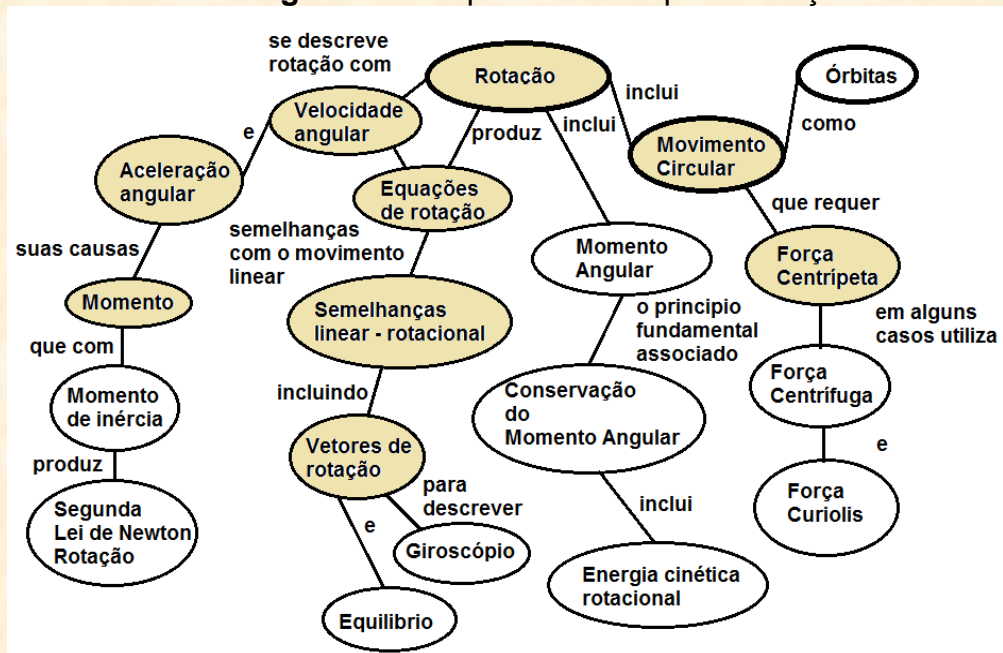 se descreve
rotação com
Rotação
Órbitas
inclui
como
Velocidade
angular
e
produz
inclui
Movimento
Circular
Aceleração
angular
Equações
de rotação
que requer
suas causas
semelhanças
com o movimento
linear
Momento
Angular
Força
Centrípeta
Momento
Semelhanças
linear - rotacional
o principio
fundamental
associado
em alguns
casos utiliza
que com
Momento
de inércia
incluindo
Conservação
do
Momento Angular
Força
Centrífuga
produz
Vetores de
rotação
e
para
descrever
Segunda
Lei de Newton
Rotação
e
inclui
Força
Curiolis
Giroscópio
Energia cinética
rotacional
Equilibrio